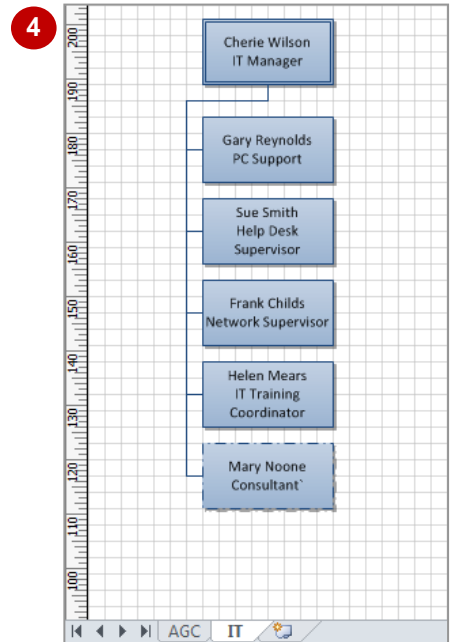 4
200
Cherie Wilson
IT Manager
190
180
Gary Reynolds
PC Support
170
Sue Smith
Help Desk
Supervisor
160
150
Frank Childs
Network Supervisor
140
Helen Mears
IT Training
Coordinator
130
120
Mary Noone
Consultant`
110
100
AGC IT